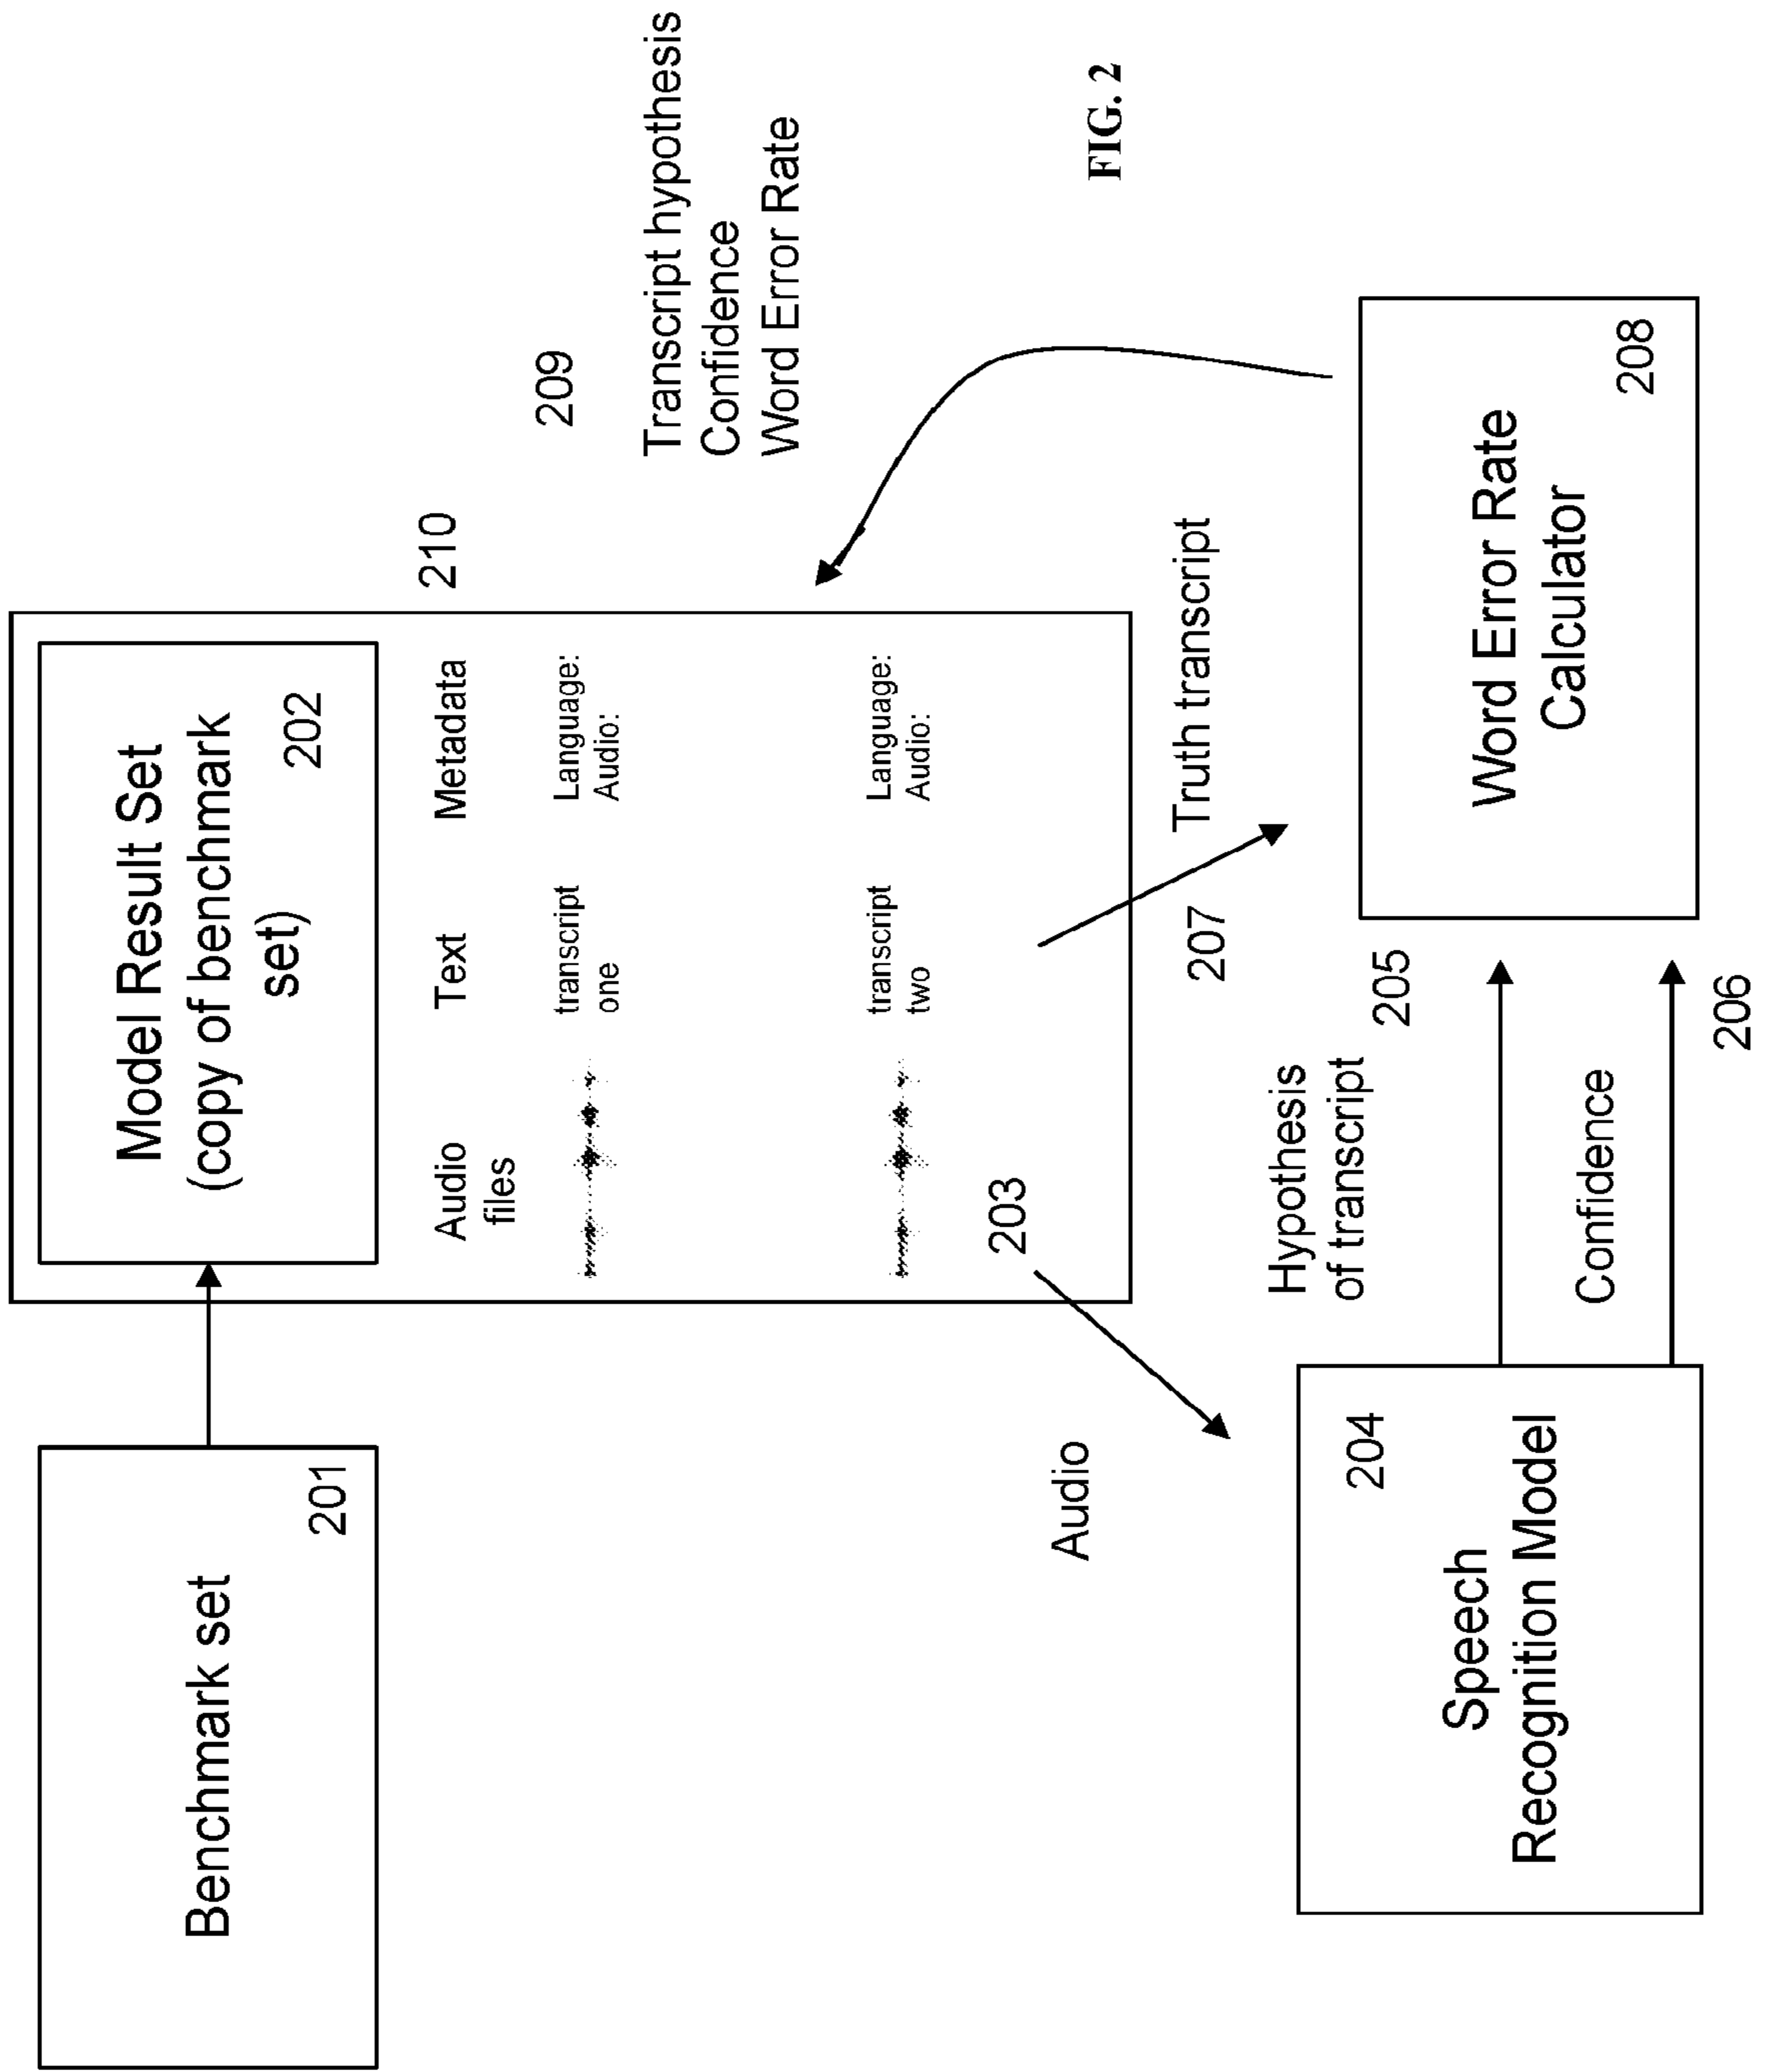 Benchmark set
201
Model Result Set
(copy of benchmark
set)
202
210
Audio
files
Text
Metadata
transcript
one
Language:
Audio:
transcript
two
Language:
Audio:
203
209
Transcript hypothesis
Confidence
Word Error Rate
Audio
Truth transcript
207
204
Speech
Recognition Model
Hypothesis
of transcript
205
Confidence
206
Word Error Rate
Calculator
208
FIG. 2